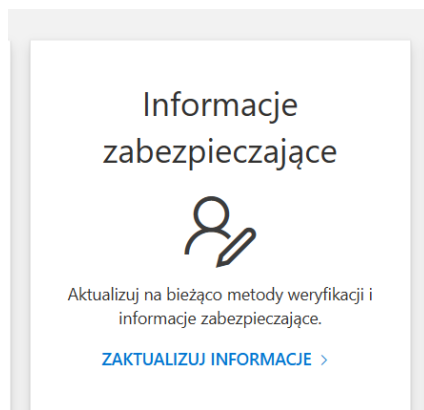 Informacje
zabezpieczające
Aktualizuj na bieżąco metody weryfikacji i
informacje zabezpieczające.
ZAKTUALIZUJ INFORMACJE >